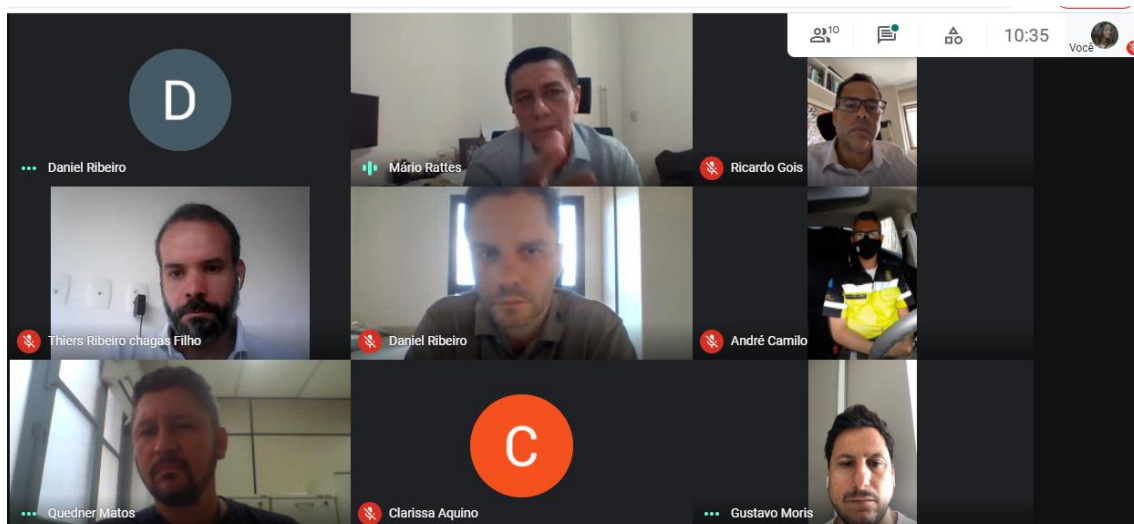 10
10:35
Você
D
Daniel Ribeiro
Mário Rattes
Ricardo Gois
Thiers Ribeiro chagas Filho
Daniel Ribeiro
André Camilo
C
Quedner Matos
Clarissa Aquino
Gustavo Moris